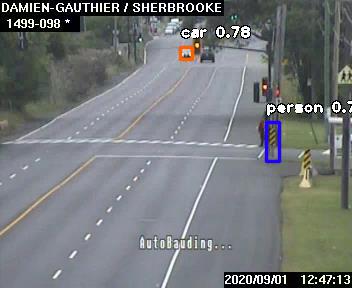 DAMIEN-GAUTHIER / SHERBROOKE
1499-098 *
car 0.78
person 0.7
AutoBauding...
2020/09/01 12:47:13